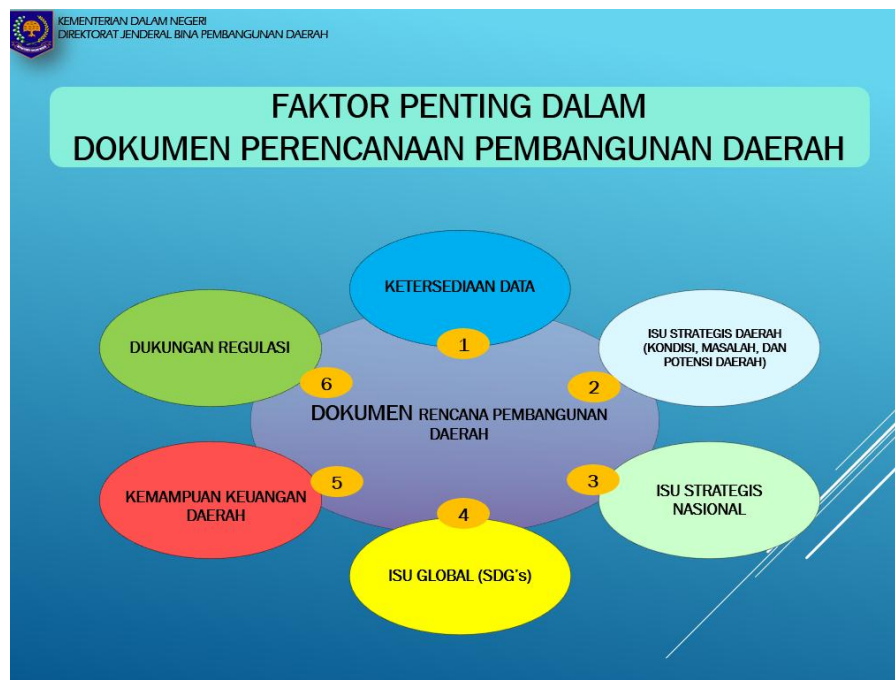 KEMENTERIAN DALAM NEGERI
DIREKTORAT JENDERAL BINA PEMBANGUNAN DAERAH
FAKTOR PENTING DALAM
DOKUMEN PERENCANAAN PEMBANGUNAN DAERAH
KETERSEDIAAN DATA
1
ISU STRATEGIS DAERAH
(KONDISI, MASALAH, DAN
POTENSI DAERAH)
2
ISU STRATEGIS
NASIONAL
3
ISU GLOBAL (SDG's)
4
KEMAMPUAN KEUANGAN
DAERAH
5
DUKUNGAN REGULASI
6
DOKUMEN RENCANA PEMBANGUNAN
DAERAH